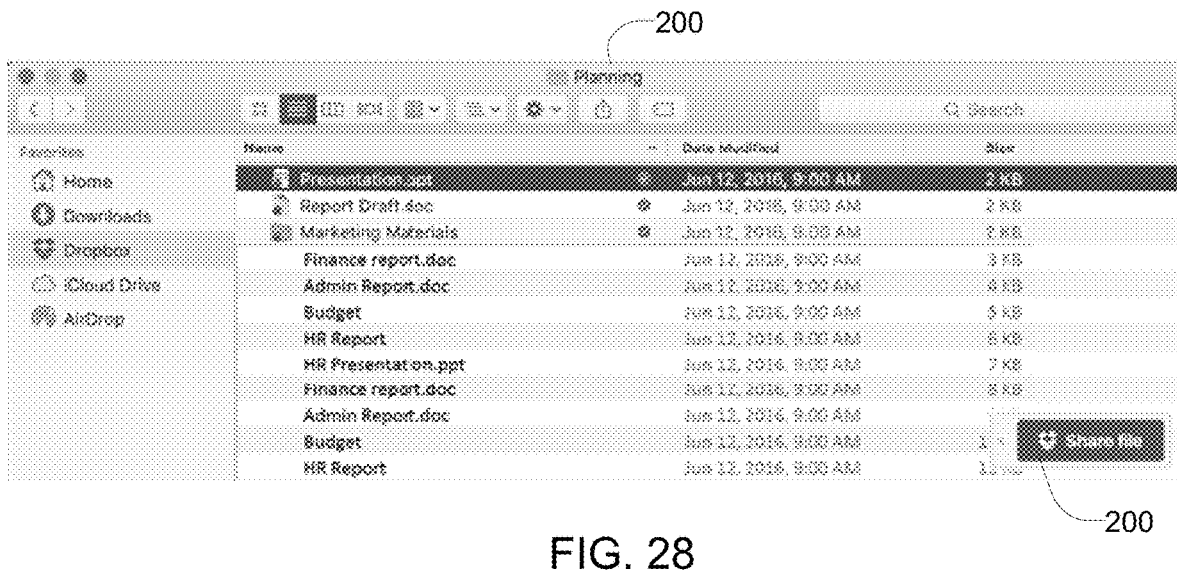 200
Planning
Search
Favorites
Name Date Modified Size
Home Presentation.ppt Jun 12, 2016, 9:00 AM 2 KB
Downloads Report Draft.doc Jun 12, 2016, 9:00 AM 2 KB
Dropbox Marketing Materials Jun 12, 2016, 9:00 AM 2 KB
iCloud Drive Finance report.doc Jun 12, 2016, 9:00 AM 3 KB
AirDrop Admin Report.doc Jun 12, 2016, 9:00 AM 4 KB
Budget Jun 12, 2016, 9:00 AM 5 KB
HR Report Jun 12, 2016, 9:00 AM 6 KB
HR Presentation.ppt Jun 12, 2016, 9:00 AM 7 KB
Finance report.doc Jun 12, 2016, 9:00 AM 8 KB
Admin Report.doc Jun 12, 2016, 9:00 AM
Budget Jun 12, 2016, 9:00 AM
Share file
HR Report Jun 12, 2016, 9:00 AM
200
FIG. 28